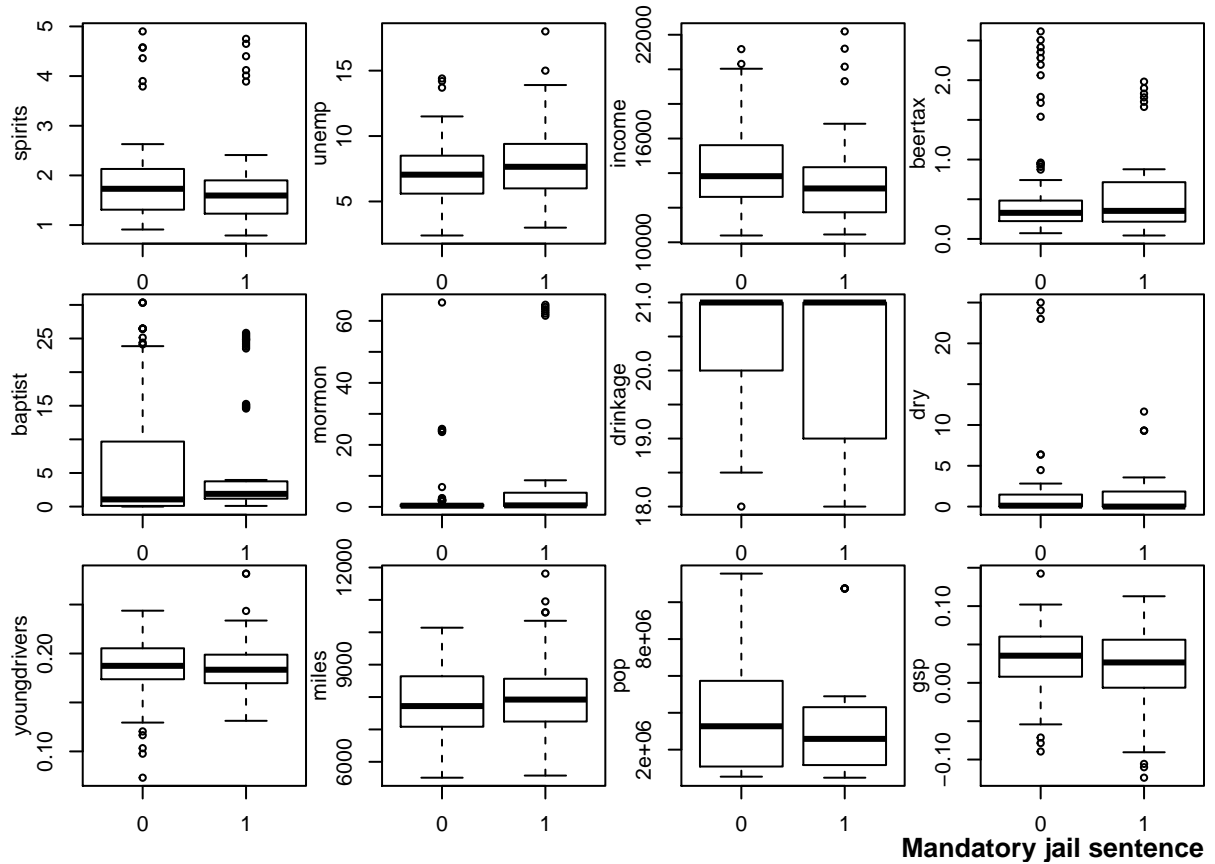 spirits
1 2 3 4 5
0 1
unemp
5 10 15
0 1
income
10000 16000 22000
0 1
beertax
0.0 1.0 2.0
0 1
baptist
0 5 15 25
0 1
mormon
0 20 40 60
0 1
drinkage
18.0 19.0 20.0 21.0
0 1
dry
0 5 10 20
0 1
youngdrivers
0.10 0.20
0 1
miles
6000 9000 12000
0 1
pop
2e+06 8e+06
0 1
gsp
−0.10 0.00 0.10
0 1
Mandatory jail sentence